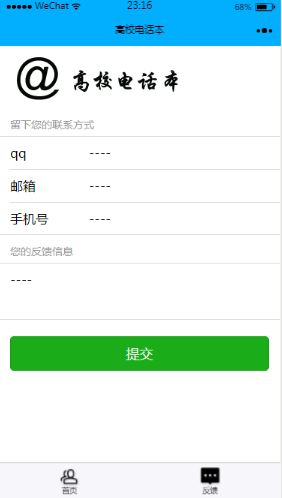 WeChat 23:16 68%
高校电话本
@ 高校电话本
留下您的联系方式
qq ----
邮箱 ----
手机号 ----
您的反馈信息
----
提交
首页 反馈